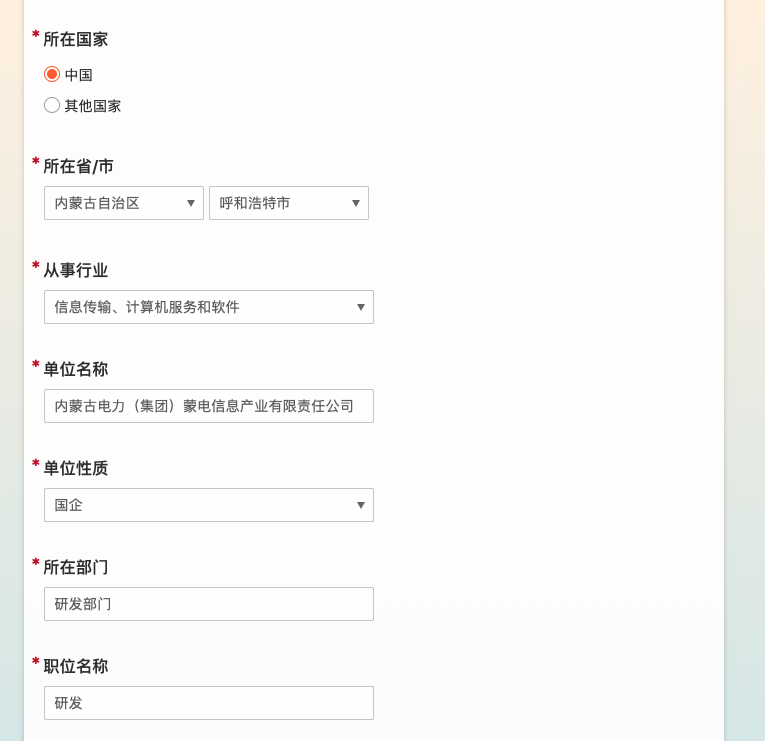 * 所在国家
中国
其他国家
* 所在省/市
内蒙古自治区 ▼ 呼和浩特市 ▼
* 从事行业
信息传输、计算机服务和软件 ▼
* 单位名称
内蒙古电力（集团）蒙电信息产业有限责任公司
* 单位性质
国企 ▼
* 所在部门
研发部门
* 职位名称
研发